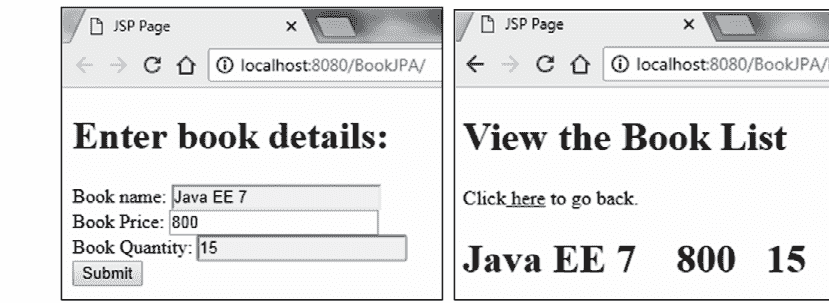 JSP Page
localhost:8080/BookJPA/
Enter book details:
Book name: Java EE 7
Book Price: 800
Book Quantity: 15
Submit
JSP Page
localhost:8080/BookJPA/
View the Book List
Click here to go back.
Java EE 7 800 15